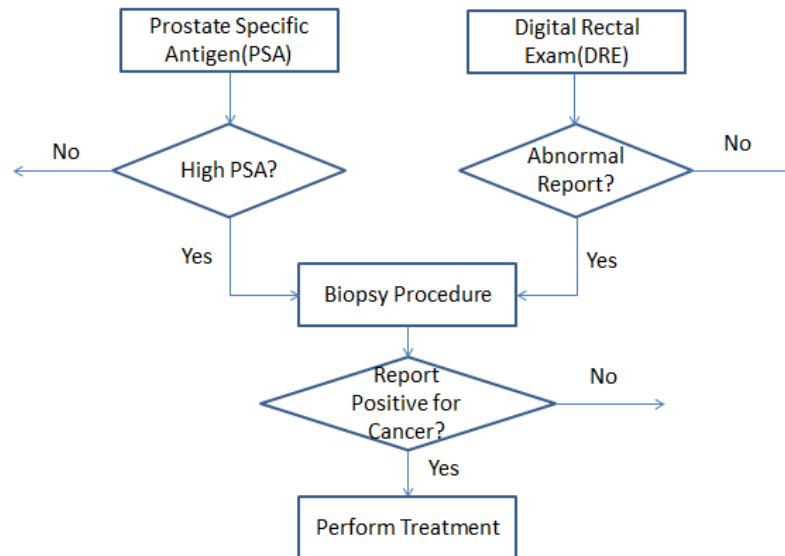 Prostate Specific
Antigen(PSA)
Digital Rectal
Exam(DRE)
No
High PSA?
Abnormal
Report?
No
Yes
Yes
Biopsy Procedure
Report
Positive for
Cancer?
No
Yes
Perform Treatment